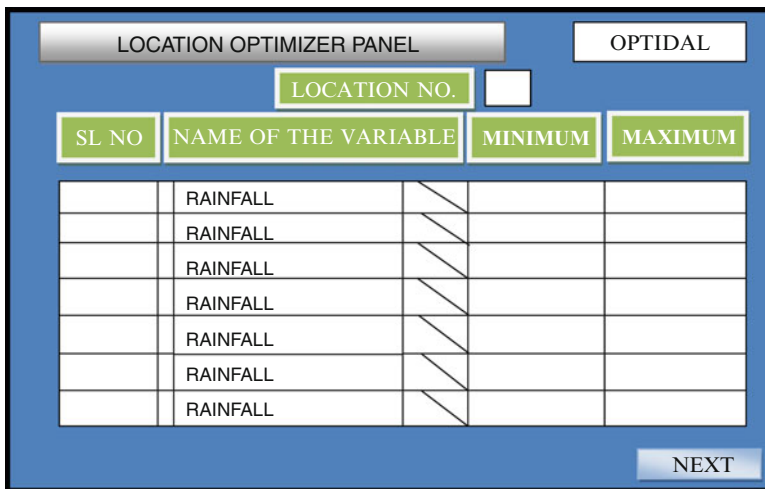 LOCATION OPTIMIZER PANEL OPTIDAL
LOCATION NO.
SL NO NAME OF THE VARIABLE MINIMUM MAXIMUM
RAINFALL
RAINFALL
RAINFALL
RAINFALL
RAINFALL
RAINFALL
RAINFALL
NEXT